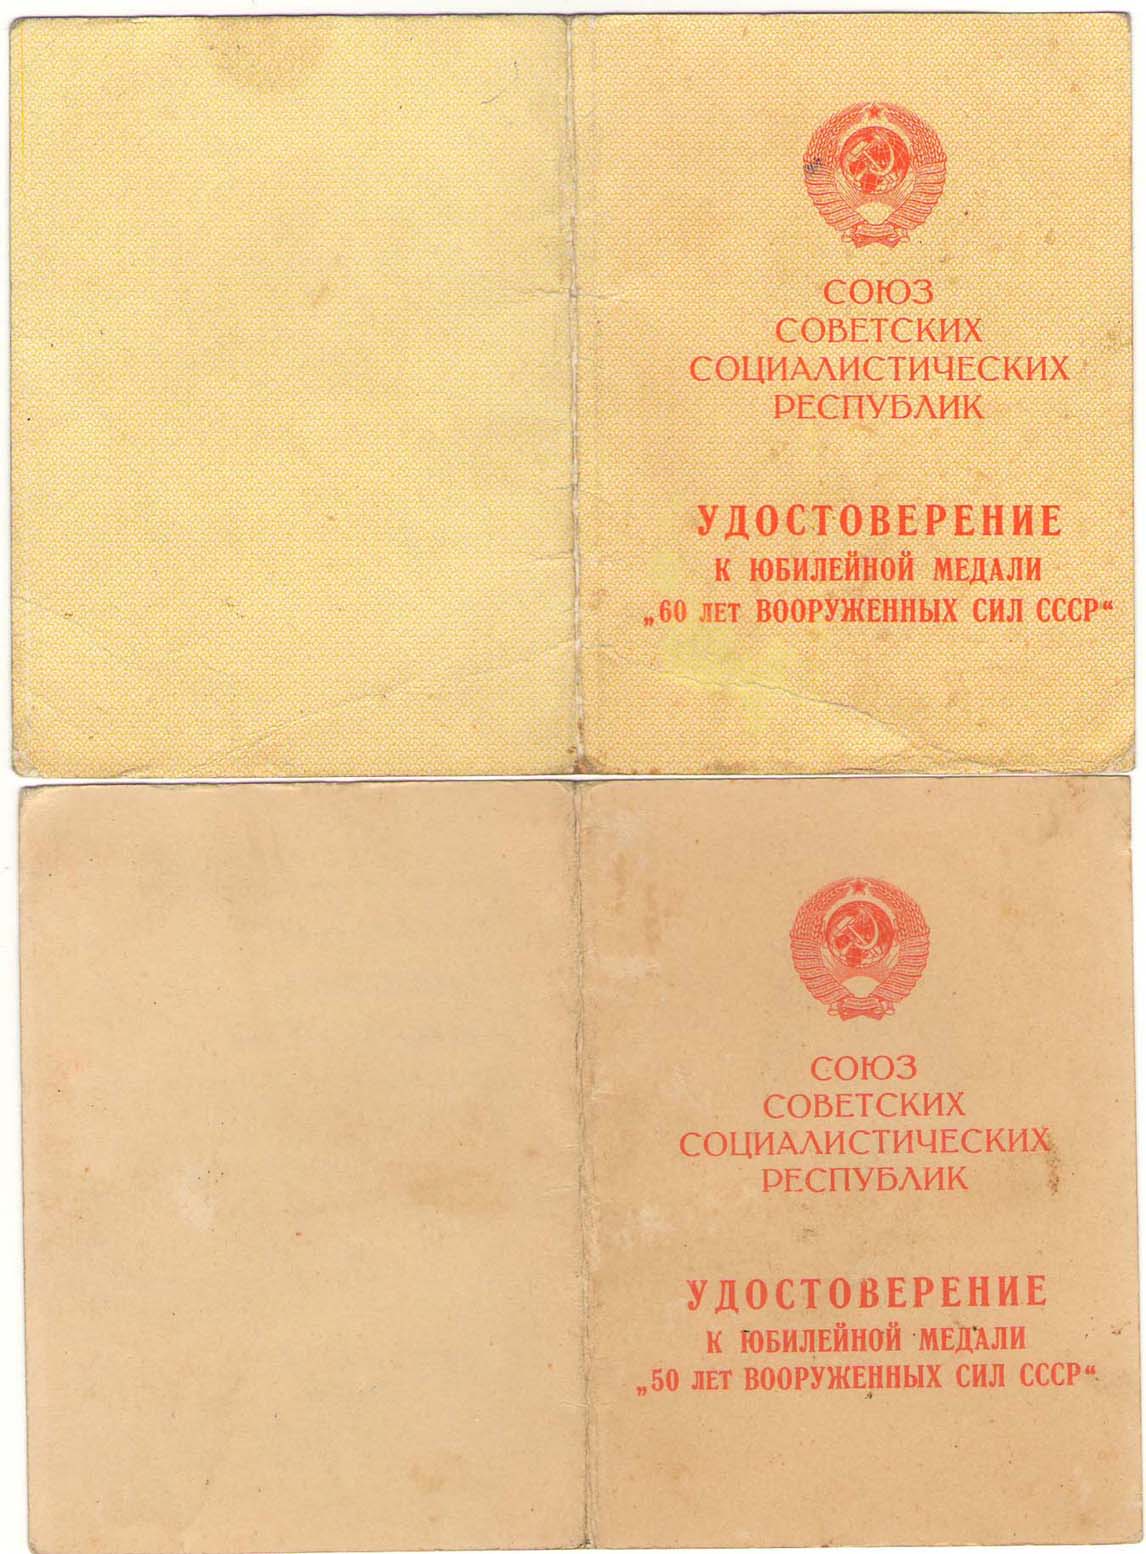 СОЮЗ
СОВЕТСКИХ
СОЦИАЛИСТИЧЕСКИХ
РЕСПУБЛИК
УДОСТОВЕРЕНИЕ
К ЮБИЛЕЙНОЙ МЕДАЛИ
„60 ЛЕТ ВООРУЖЕННЫХ СИЛ СССР“
СОЮЗ
СОВЕТСКИХ
СОЦИАЛИСТИЧЕСКИХ
РЕСПУБЛИК
УДОСТОВЕРЕНИЕ
К ЮБИЛЕЙНОЙ МЕДАЛИ
„50 ЛЕТ ВООРУЖЕННЫХ СИЛ СССР“